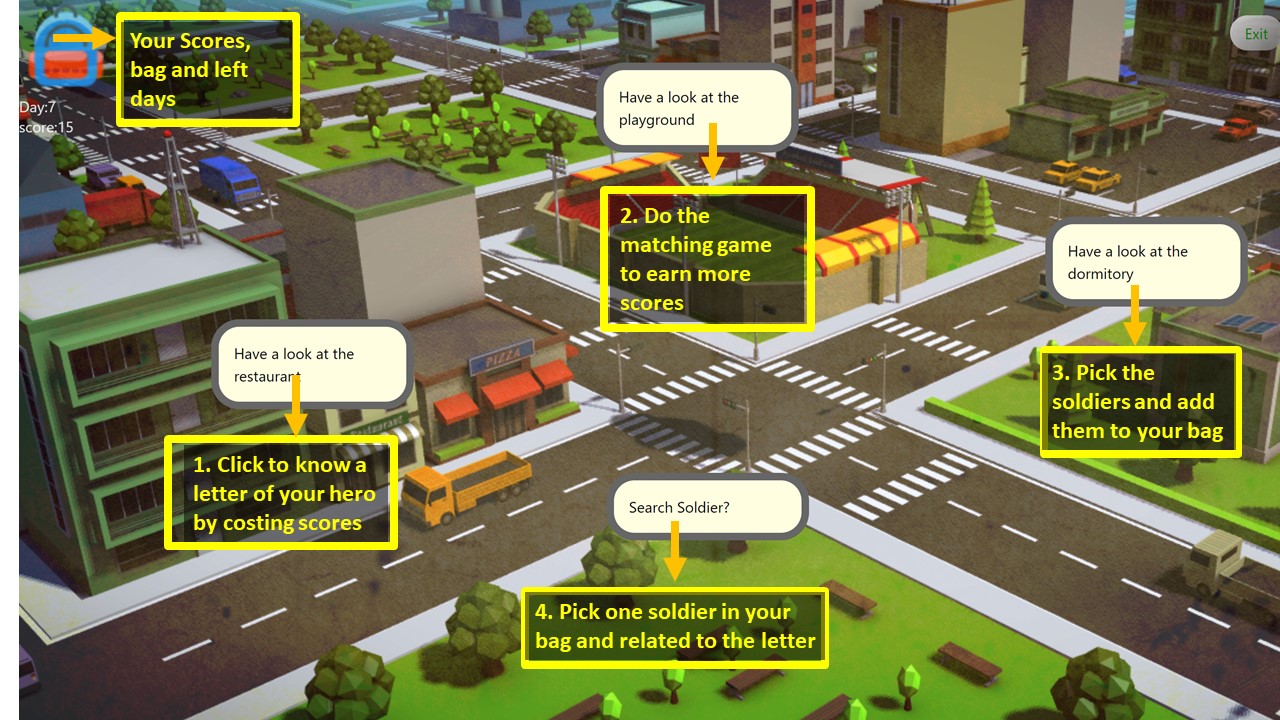 Your Scores,
bag and left
days
Exit
Day:7
score:15
Have a look at the
playground
2. Do the
matching game
to earn more
scores
Have a look at the
dormitory
3. Pick the
soldiers and add
them to your bag
Have a look at the
restaurant
PIZZA
Restaurant
1. Click to know a
letter of your hero
by costing scores
Search Soldier?
4. Pick one soldier in your
bag and related to the letter